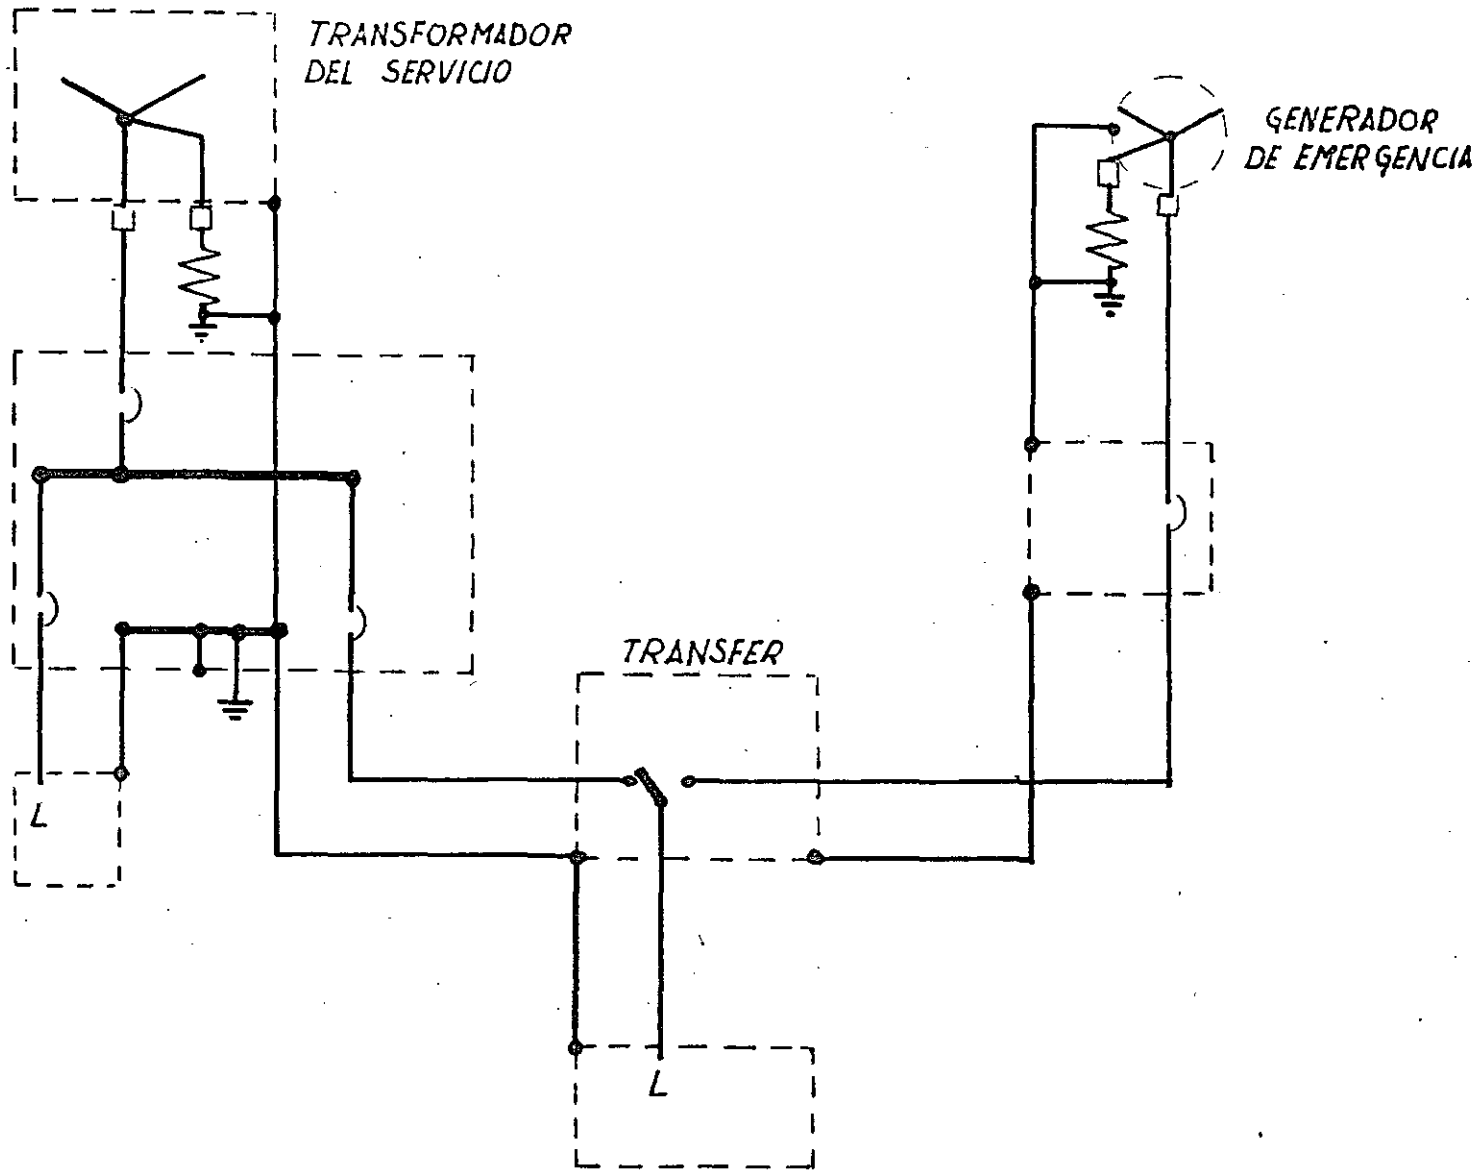 TRANSFORMADOR
DEL SERVICIO
GENERADOR
DE EMERGENCIA
TRANSFER
L
L